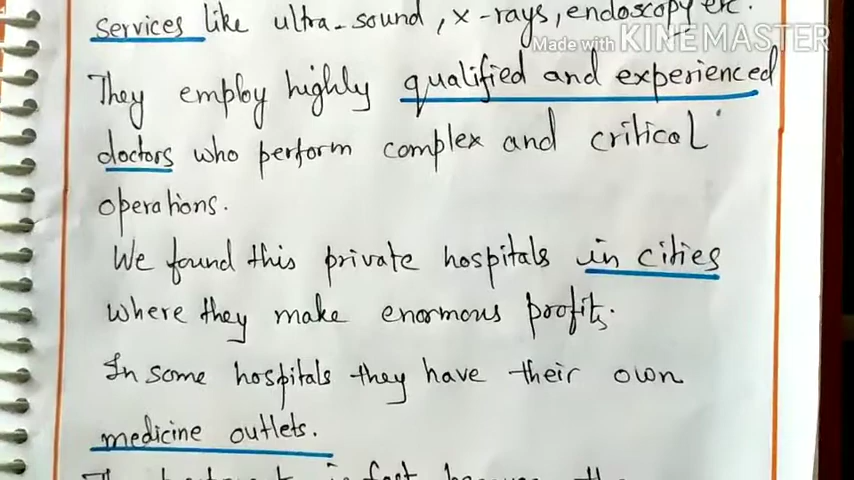 services like ultra-sound, x-rays, endoscopy etc.
Made with KINEMASTER
They employ highly qualified and experienced
doctors who perform complex and critical
operations.
We found this private hospitals in cities
where they make enormous profits.
In some hospitals they have their own
medicine outlets.